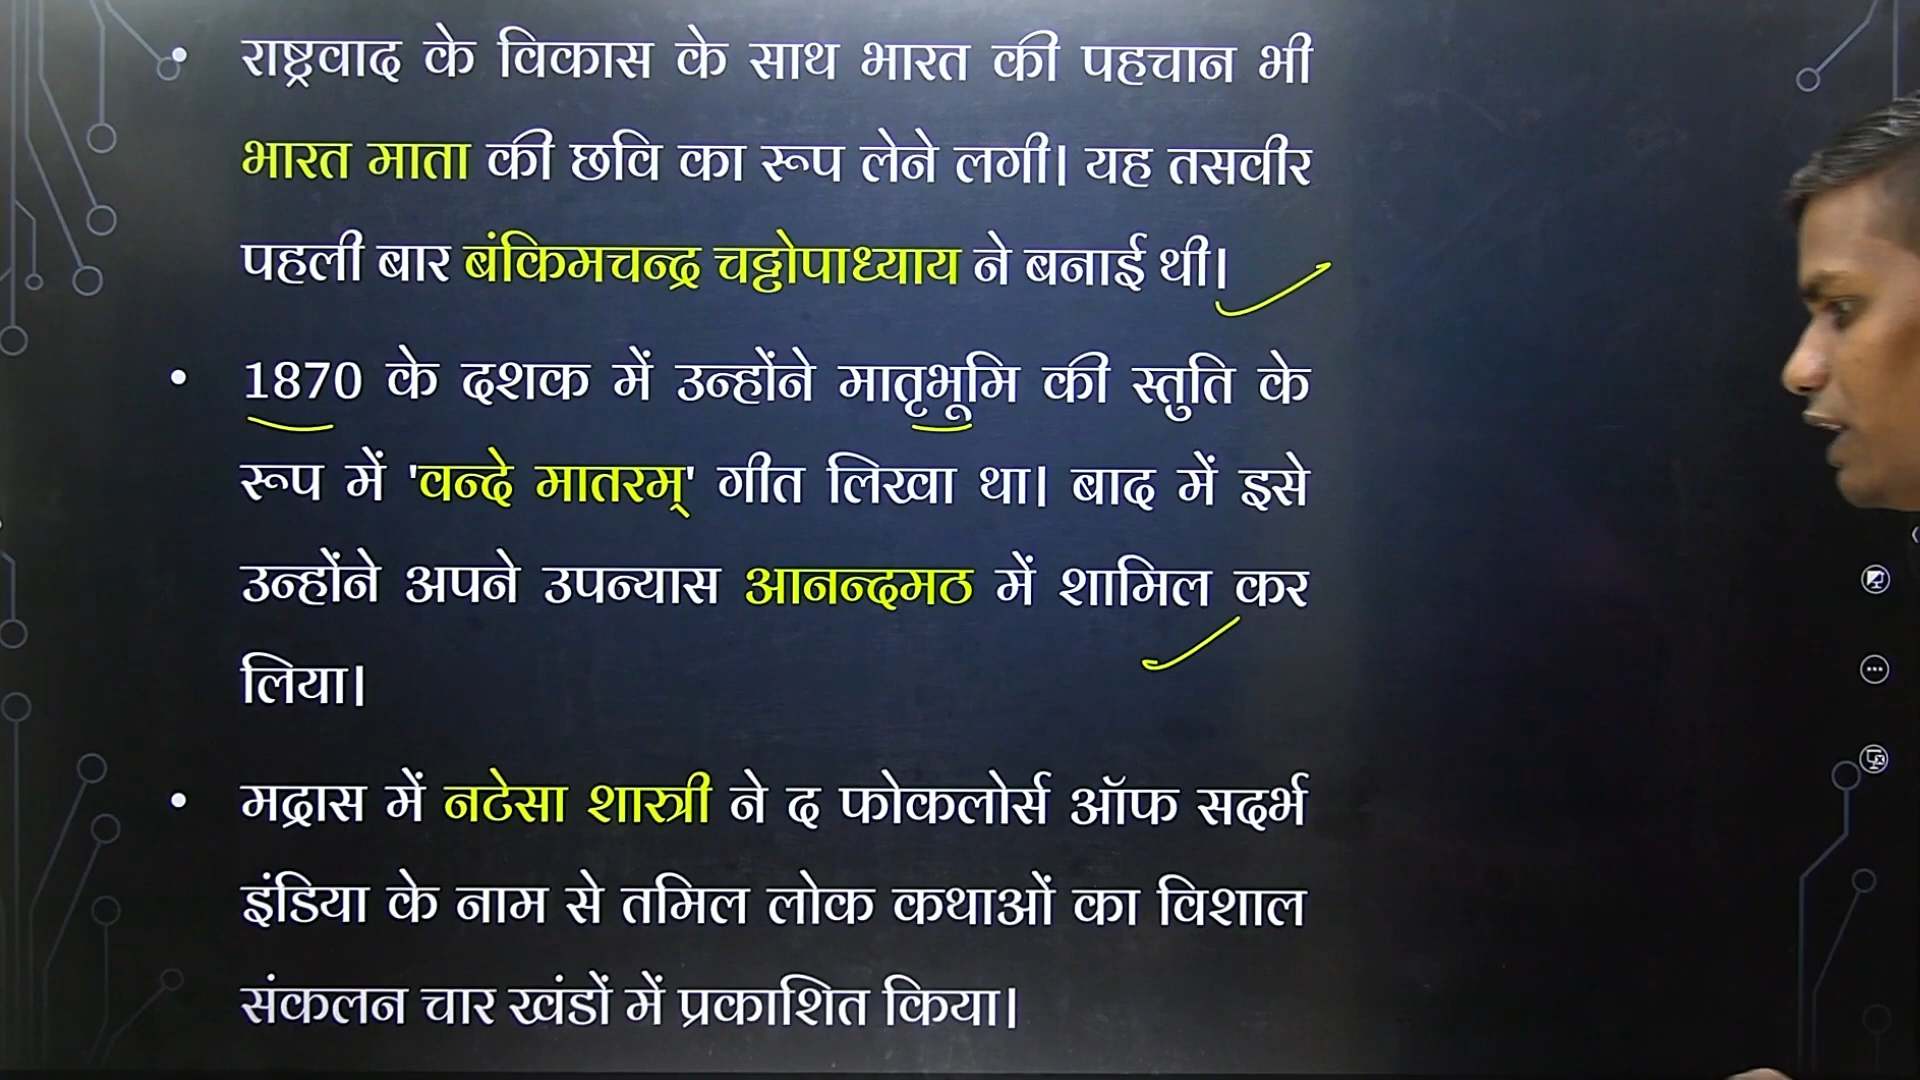 • राष्ट्रवाद के विकास के साथ भारत की पहचान भी
भारत माता की छवि का रूप लेने लगी। यह तसवीर
पहली बार बंकिमचन्द्र चट्टोपाध्याय ने बनाई थी।
• 1870 के दशक में उन्होंने मातृभूमि की स्तुति के
रूप में 'वन्दे मातरम्' गीत लिखा था। बाद में इसे
उन्होंने अपने उपन्यास आनन्दमठ में शामिल कर
लिया।
• मद्रास में नटेसा शास्त्री ने द फोकलोर्स ऑफ सदर्भ
इंडिया के नाम से तमिल लोक कथाओं का विशाल
संकलन चार खंडों में प्रकाशित किया।